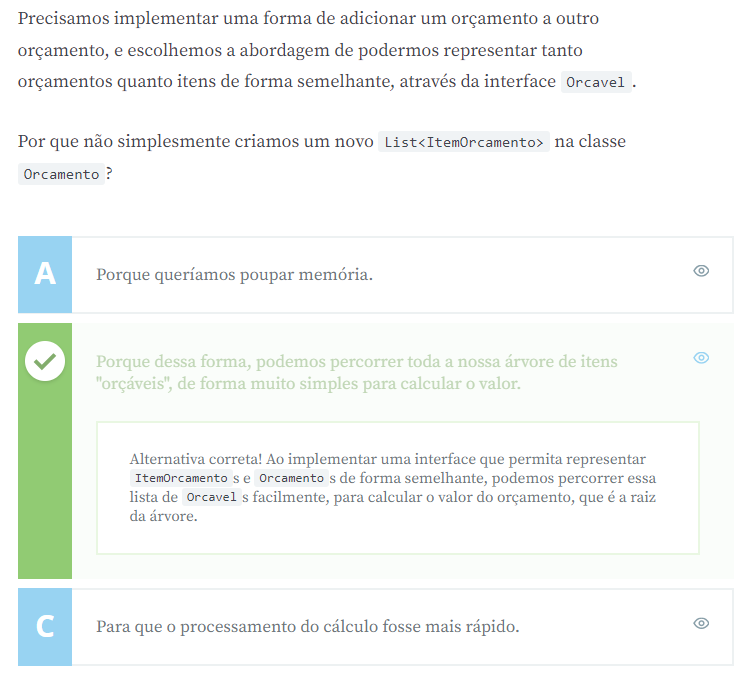 Precisamos implementar uma forma de adicionar um orçamento a outro
orçamento, e escolhemos a abordagem de podermos representar tanto
orçamentos quanto itens de forma semelhante, através da interface Orcavel.
Por que não simplesmente criamos um novo List<ItemOrcamento> na classe
Orcamento?
A Porque queríamos poupar memória.
Porque dessa forma, podemos percorrer toda a nossa árvore de itens
"orçáveis", de forma muito simples para calcular o valor.
Alternativa correta! Ao implementar uma interface que permita representar
ItemOrcamentos e Orcamentos de forma semelhante, podemos percorrer essa
lista de Orcavels facilmente, para calcular o valor do orçamento, que é a raiz
da árvore.
C Para que o processamento do cálculo fosse mais rápido.